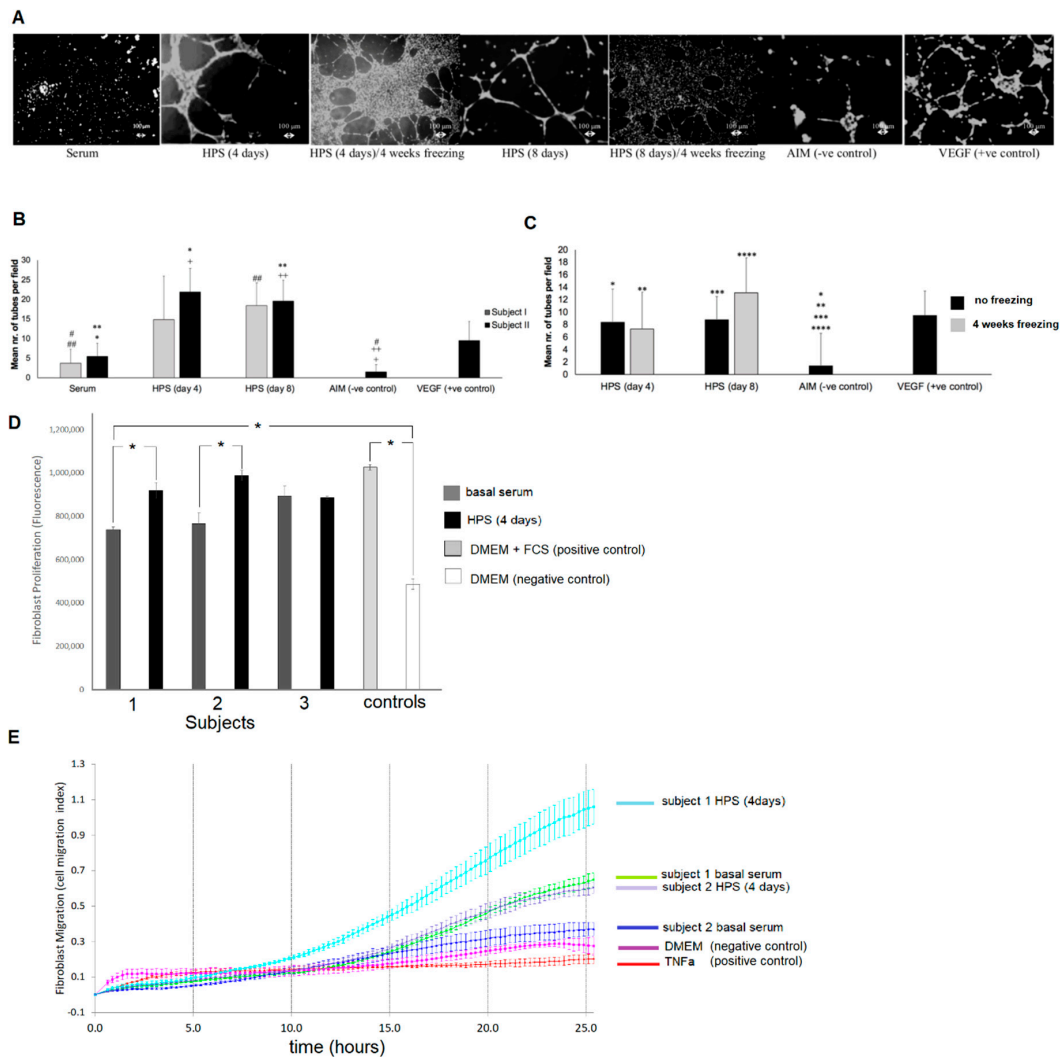 A
100 μm
100 μm
100 μm
100 μm
100 μm
100 μm
100 μm
Serum
HPS (4 days)
HPS (4 days)/4 weeks freezing
HPS (8 days)
HPS (8 days)/4 weeks freezing
AIM (-ve control)
VEGF (+ve control)
B
Mean nr. of tubes per field
30
25
20
15
10
5
0
#
##
**
*
*
+
##
**
++
#
++
+
Serum
HPS (day 4)
HPS (day 8)
AIM (-ve control)
VEGF (+ve control)
Subject I
Subject II
C
Mean nr. of tubes per field
20
18
16
14
12
10
8
6
4
2
0
*
**
***
****
*
**
***
****
HPS (day 4)
HPS (day 8)
AIM (-ve control)
VEGF (+ve control)
no freezing
4 weeks freezing
D
Fibroblast Proliferation (Fluorescence)
1,200,000
1,000,000
800,000
600,000
400,000
200,000
0
*
*
*
*
1
2
3
controls
Subjects
basal serum
HPS (4 days)
DMEM + FCS (positive control)
DMEM (negative control)
E
Fibroblast Migration (cell migration index)
1.3
1.1
0.9
0.7
0.5
0.3
0.1
-0.1
0.0
5.0
10.0
15.0
20.0
25.0
time (hours)
subject 1 HPS (4days)
subject 1 basal serum
subject 2 HPS (4 days)
subject 2 basal serum
DMEM (negative control)
TNFa (positive control)